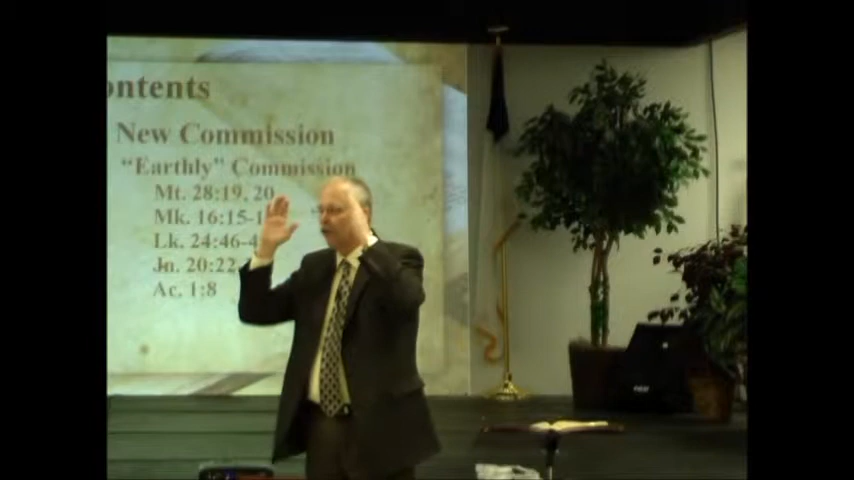 ontents
New Commission
“Earthly” Commission
Mt. 28:19, 20
Mk. 16:15-1
Lk. 24:46-4
Jn. 20:22
Ac. 1:8